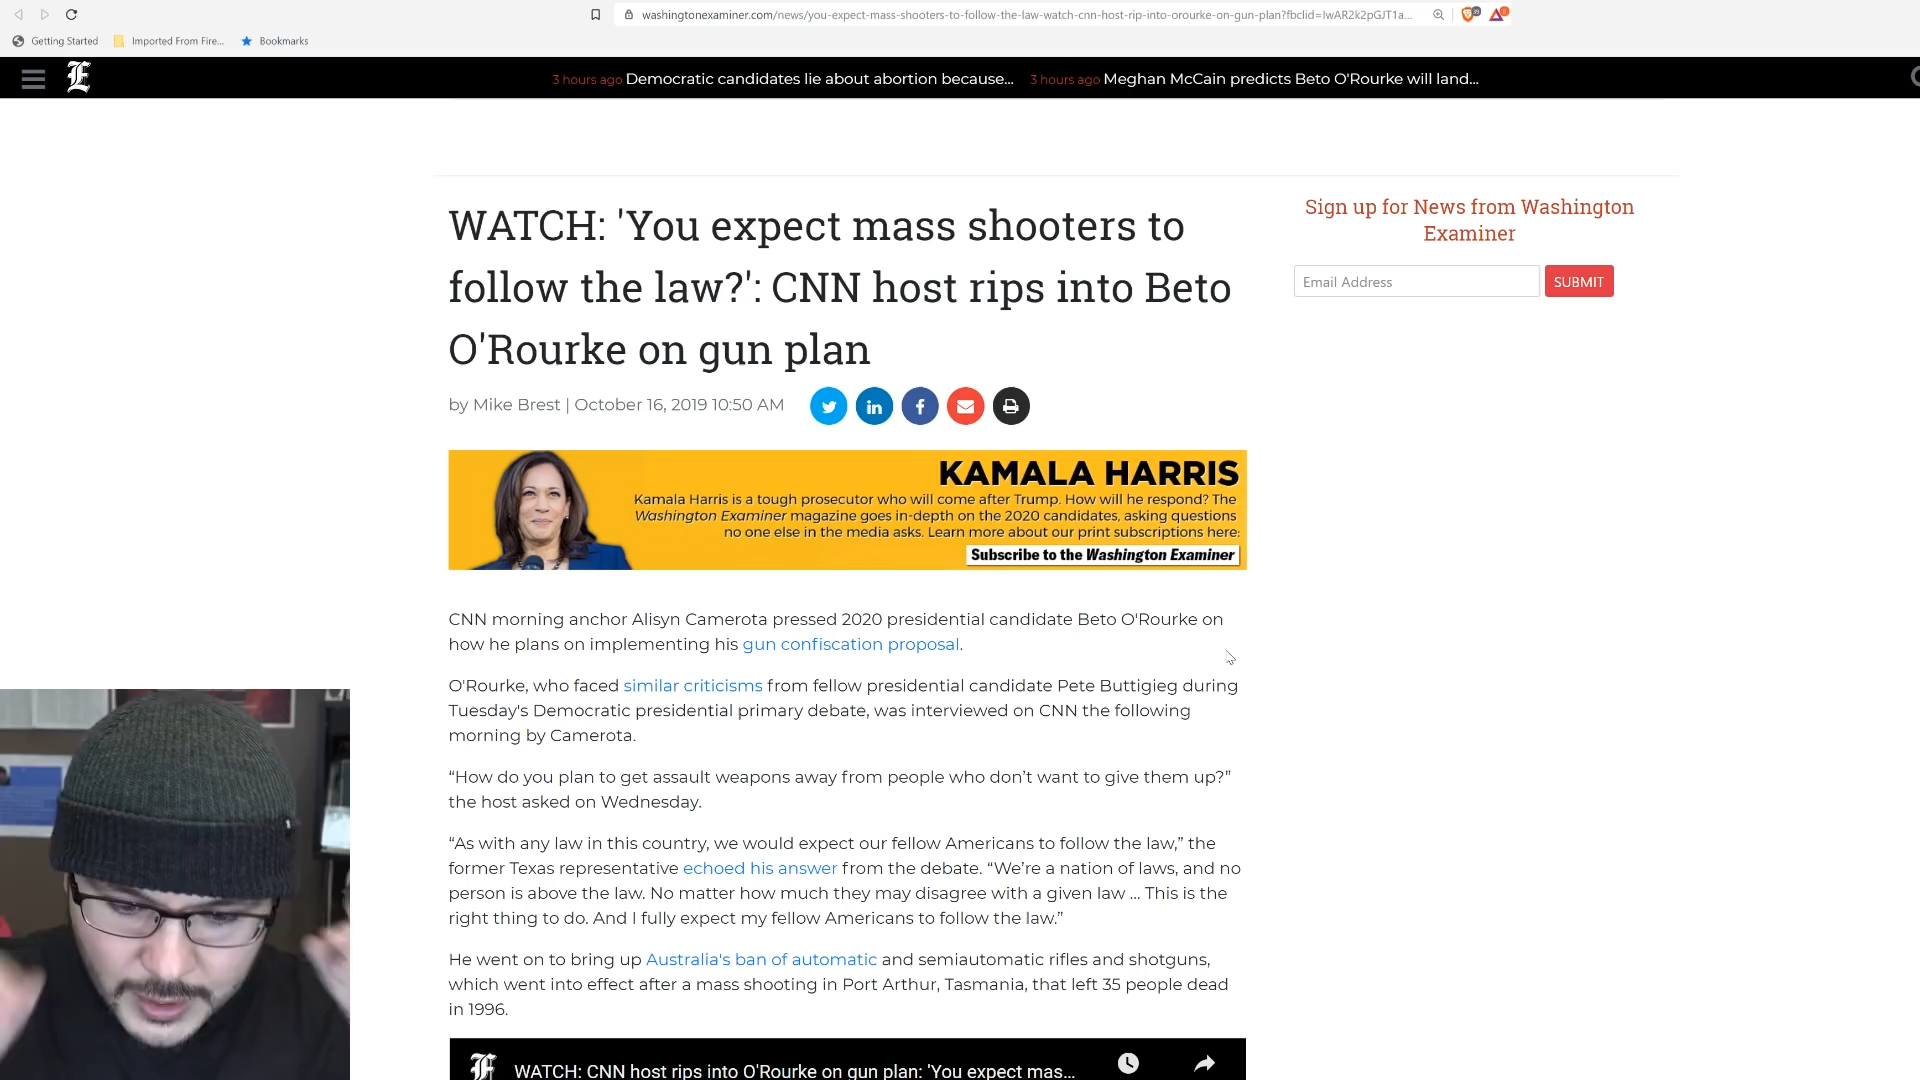 washingtonexaminer.com/news/you-expect-mass-shooters-to-follow-the-law-watch-cnn-host-rip-into-orourke-on-gun-plan?fbclid=IwAR2k2pGJT1a...
Getting Started
Imported From Fire...
Bookmarks
E
3 hours ago Democratic candidates lie about abortion because...
3 hours ago Meghan McCain predicts Beto O'Rourke will land...
WATCH: 'You expect mass shooters to
follow the law?': CNN host rips into Beto
O'Rourke on gun plan
by Mike Brest | October 16, 2019 10:50 AM
Sign up for News from Washington
Examiner
Email Address
SUBMIT
KAMALA HARRIS
Kamala Harris is a tough prosecutor who will come after Trump. How will he respond? The
Washington Examiner magazine goes in-depth on the 2020 candidates, asking questions
no one else in the media asks. Learn more about our print subscriptions here:
Subscribe to the Washington Examiner
CNN morning anchor Alisyn Camerota pressed 2020 presidential candidate Beto O'Rourke on
how he plans on implementing his gun confiscation proposal.
O'Rourke, who faced similar criticisms from fellow presidential candidate Pete Buttigieg during
Tuesday's Democratic presidential primary debate, was interviewed on CNN the following
morning by Camerota.
“How do you plan to get assault weapons away from people who don’t want to give them up?”
the host asked on Wednesday.
“As with any law in this country, we would expect our fellow Americans to follow the law,” the
former Texas representative echoed his answer from the debate. “We’re a nation of laws, and no
person is above the law. No matter how much they may disagree with a given law ... This is the
right thing to do. And I fully expect my fellow Americans to follow the law.”
He went on to bring up Australia's ban of automatic and semiautomatic rifles and shotguns,
which went into effect after a mass shooting in Port Arthur, Tasmania, that left 35 people dead
in 1996.
WATCH: CNN host rips into O'Rourke on gun plan: 'You expect mas...